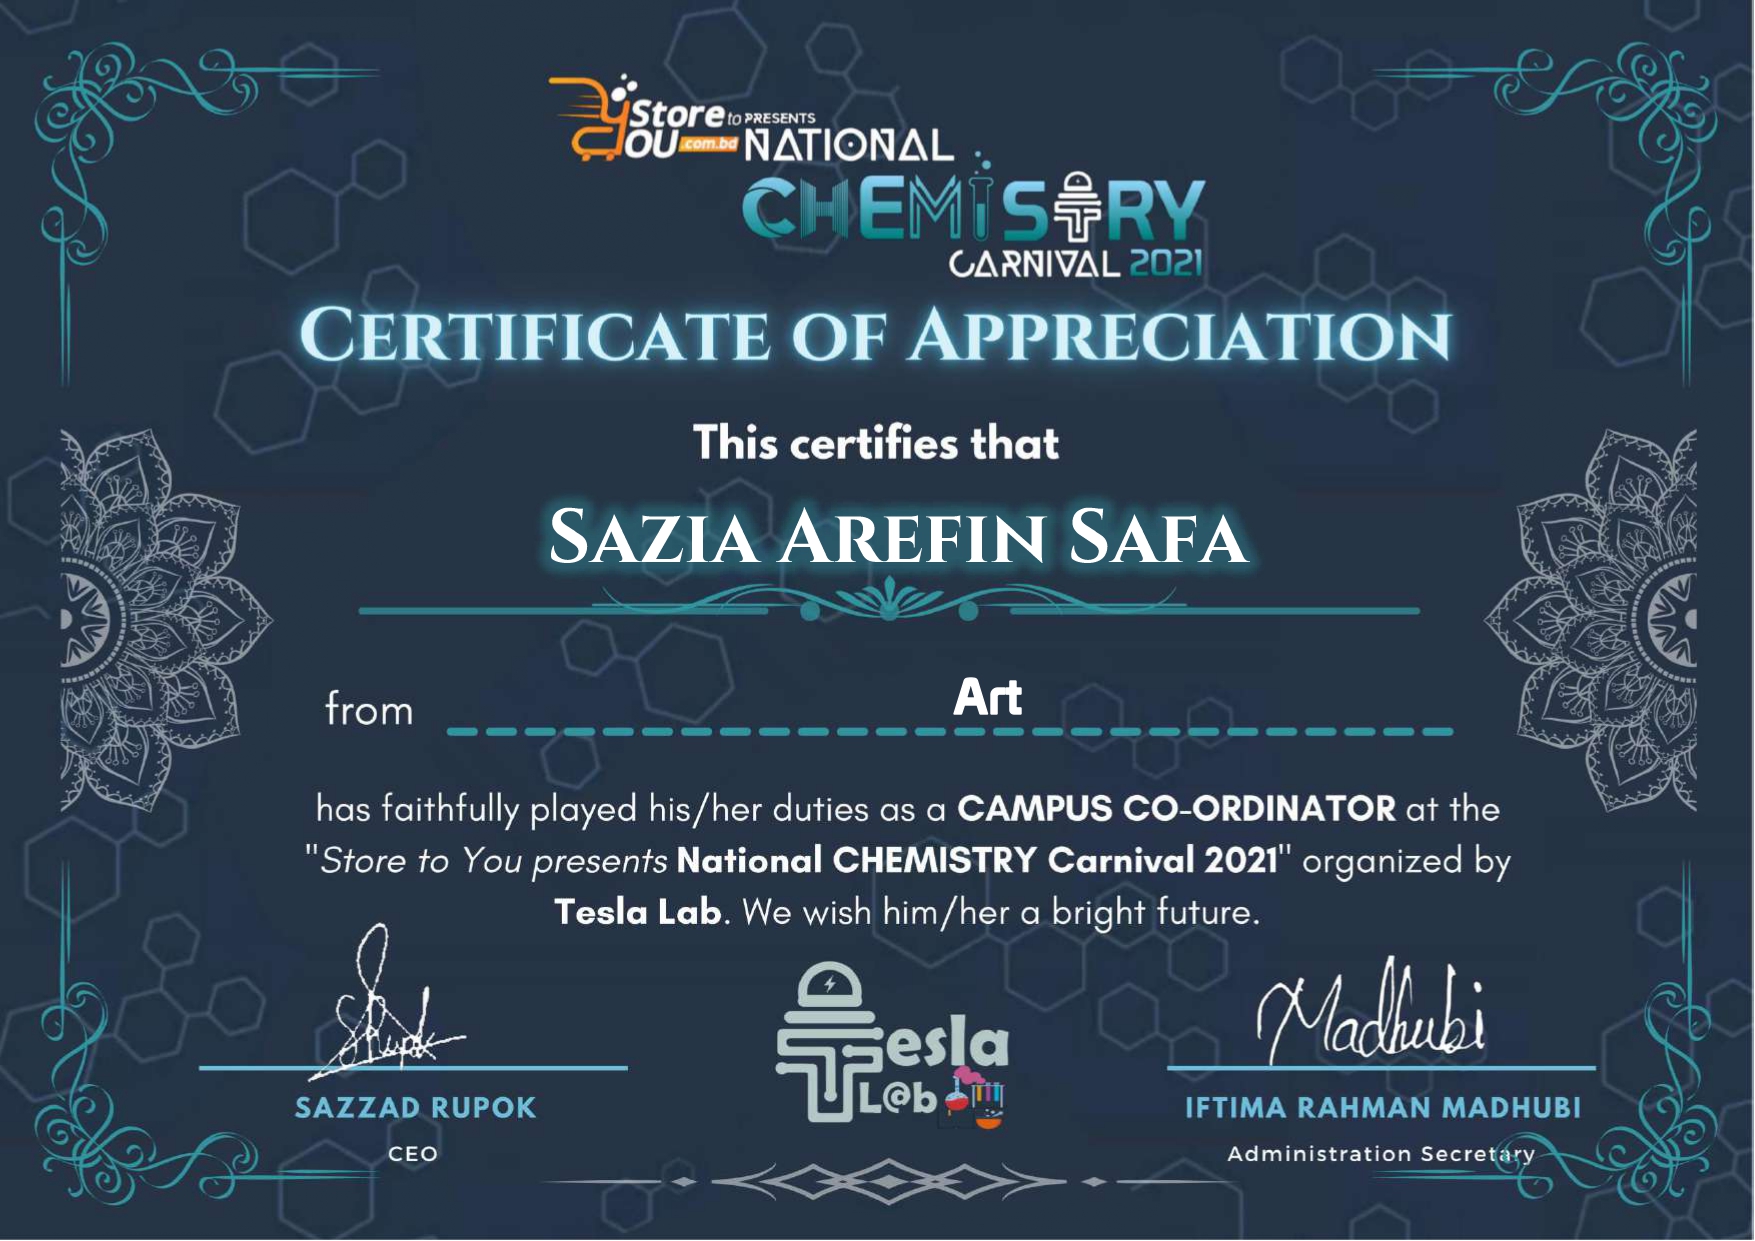 Store to PRESENTS
YOU .com.bd NATIONAL
CHEMISTRY
CARNIVAL 2021
CERTIFICATE OF APPRECIATION
This certifies that
SAZIA AREFIN SAFA
from Art
has faithfully played his/her duties as a CAMPUS CO-ORDINATOR at the
"Store to You presents National CHEMISTRY Carnival 2021" organized by
Tesla Lab. We wish him/her a bright future.
Rupok
Madhubi
Tesla
L@b
SAZZAD RUPOK
IFTIMA RAHMAN MADHUBI
CEO
Administration Secretary